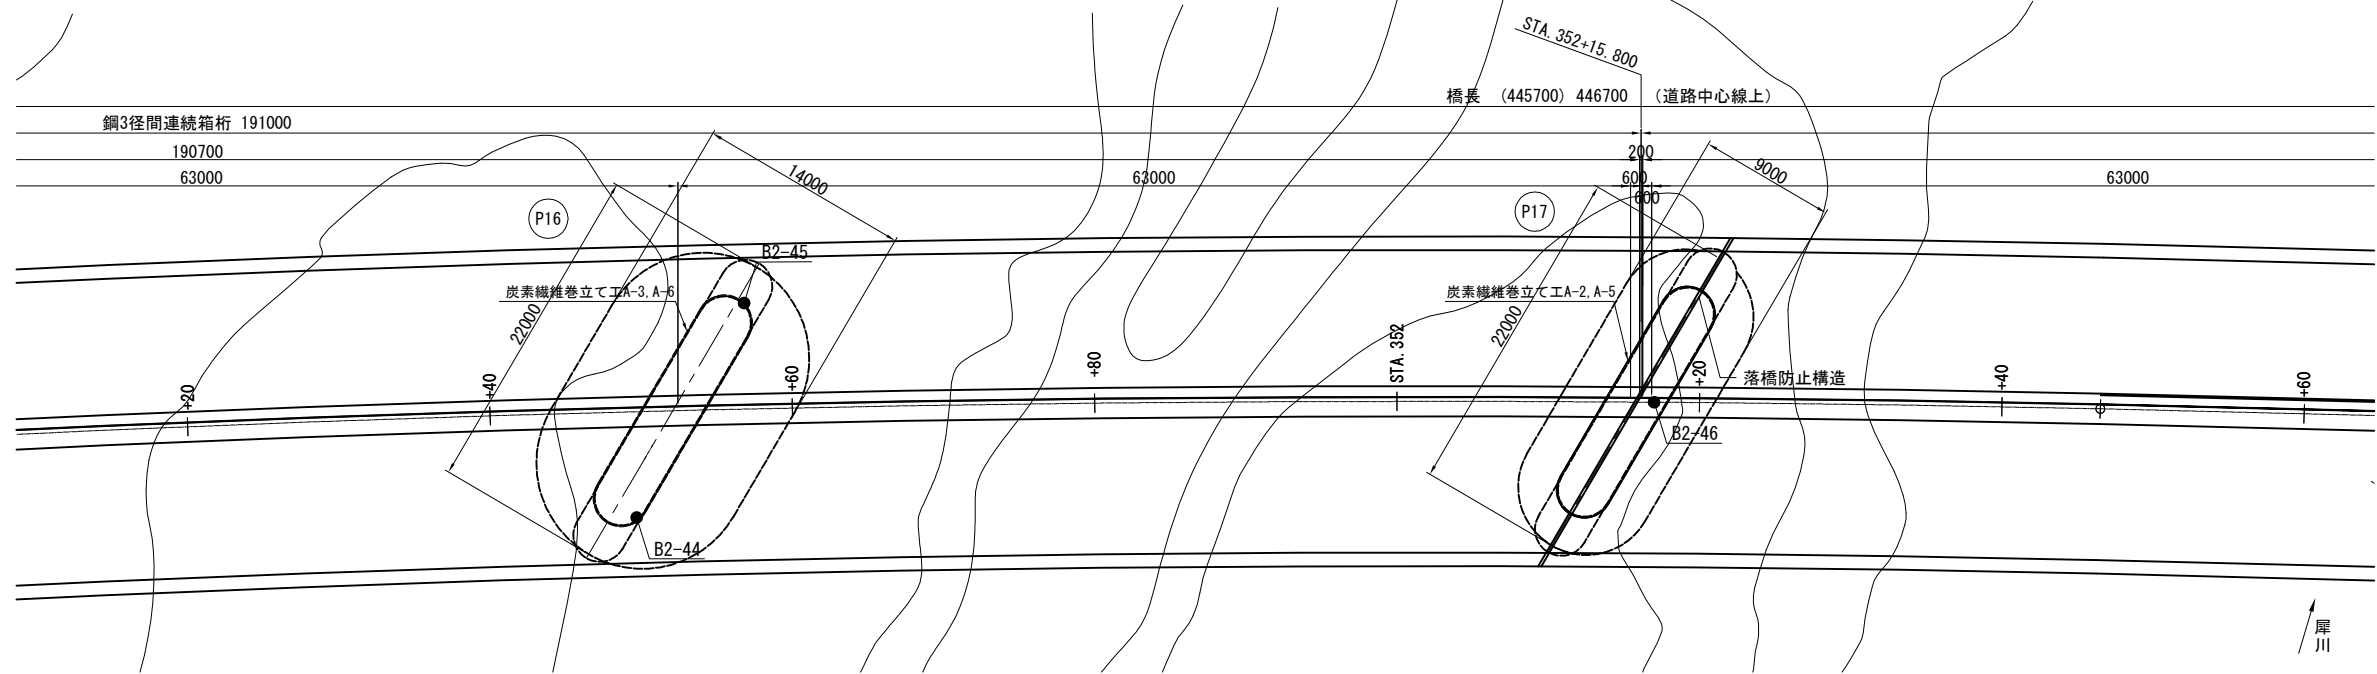 STA.352+15.800
橋長 (445700) 446700 (道路中心線上)
鋼3径間連続箱桁 191000
190700
200
63000
63000
600
600
63000
14000
9000
P16
P17
22000
22000
B2-45
炭素繊維巻立て工A-3,A-6
炭素繊維巻立て工A-2,A-5
+20
+40
+60
+80
STA.352
+20
+40
+60
落橋防止構造
B2-46
B2-44
犀川